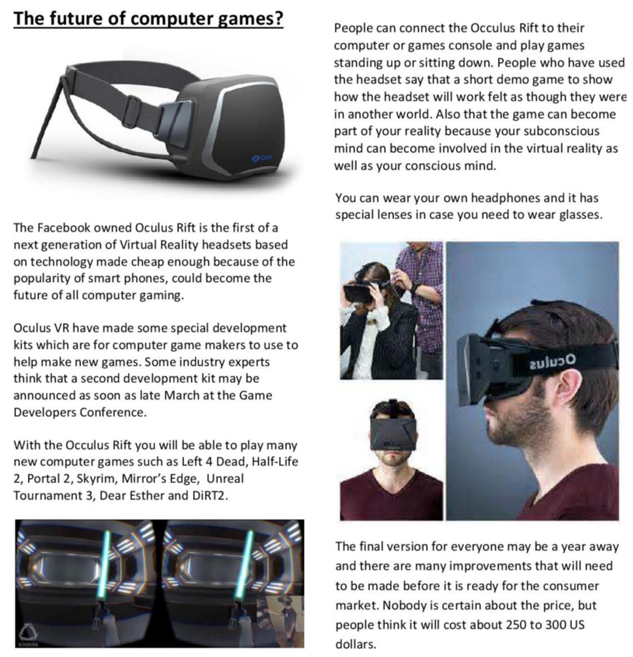 The future of computer games?
The Facebook owned Oculus Rift is the first of a
next generation of Virtual Reality headsets based
on technology made cheap enough because of the
popularity of smart phones, could become the
future of all computer gaming.
Oculus VR have made some special development
kits which are for computer game makers to use to
help make new games. Some industry experts
think that a second development kit may be
announced as soon as late March at the Game
Developers Conference.
With the Occulus Rift you will be able to play many
new computer games such as Left 4 Dead, Half-Life
2, Portal 2, Skyrim, Mirror's Edge,  Unreal
Tournament 3, Dear Esther and DiRT2.
People can connect the Occulus Rift to their
computer or games console and play games
standing up or sitting down. People who have used
the headset say that a short demo game to show
how the headset will work felt as though they were
in another world. Also that the game can become
part of your reality because your subconscious
mind can become involved in the virtual reality as
well as your conscious mind.
You can wear your own headphones and it has
special lenses in case you need to wear glasses.
Oculus
The final version for everyone may be a year away
and there are many improvements that will need
to be made before it is ready for the consumer
market. Nobody is certain about the price, but
people think it will cost about 250 to 300 US
dollars.